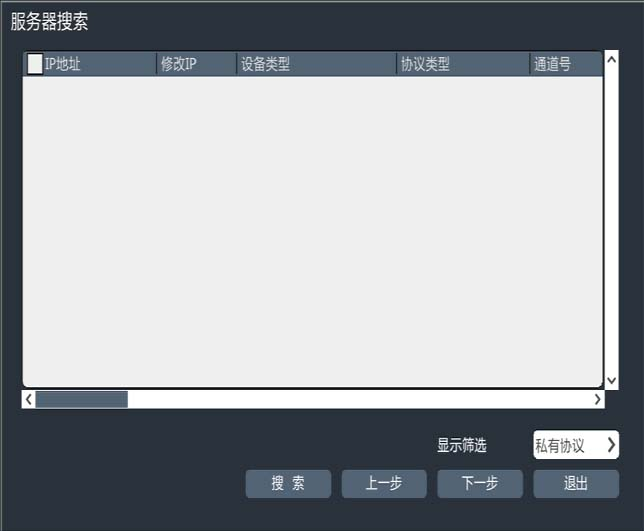 服务器搜索
IP地址 修改IP 设备类型 协议类型 通道号
显示筛选 私有协议
搜 索 上一步 下一步 退出